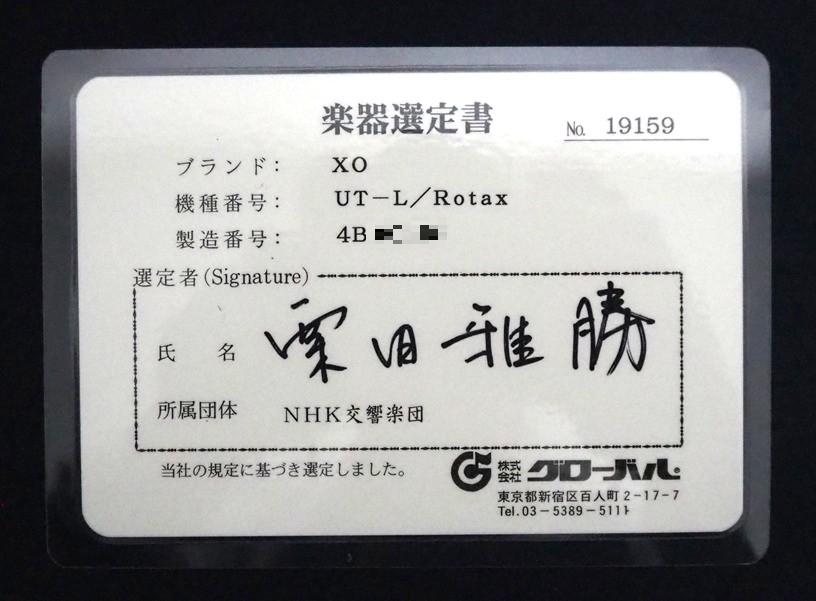 楽器選定書
No. 19159
ブランド： XO
機種番号： UT－L／Rotax
製造番号： 4B
選定者(Signature)
氏 名 栗田雅勝
所属団体 NHK交響楽団
当社の規定に基づき選定しました。
株式会社 グローバル
東京都新宿区百人町2-17-7
Tel.03－5389－5111